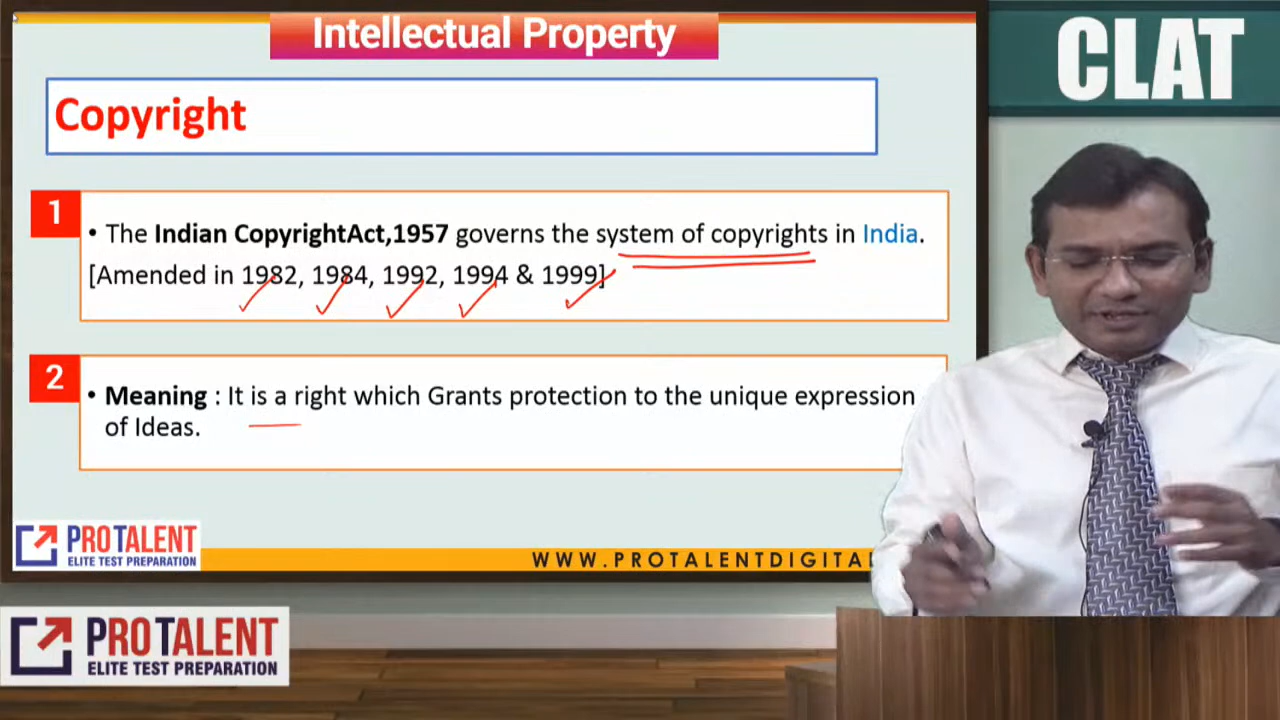 Intellectual Property
CLAT
Copyright
1
• The Indian CopyrightAct,1957 governs the system of copyrights in India.
[Amended in 1982, 1984, 1992, 1994 & 1999]
2
• Meaning : It is a right which Grants protection to the unique expression
of Ideas.
PROTALENT
ELITE TEST PREPARATION
WWW.PROTALENTDIGITA
PROTALENT
ELITE TEST PREPARATION